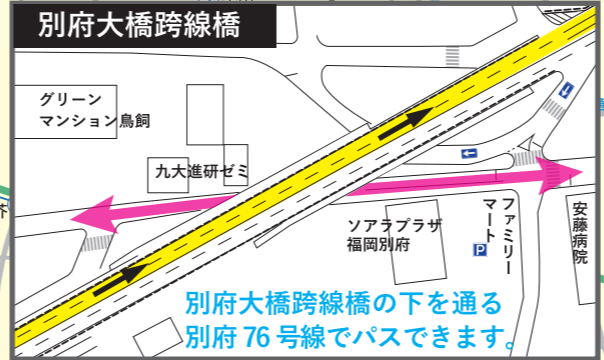 別府大橋跨線橋
グリーン
マンション鳥飼
九大進研ゼミ
ソアラプラザ
福岡別府
ファミリー
マート
P
安藤病院
別府大橋跨線橋の下を通る
別府76号線でパスできます。